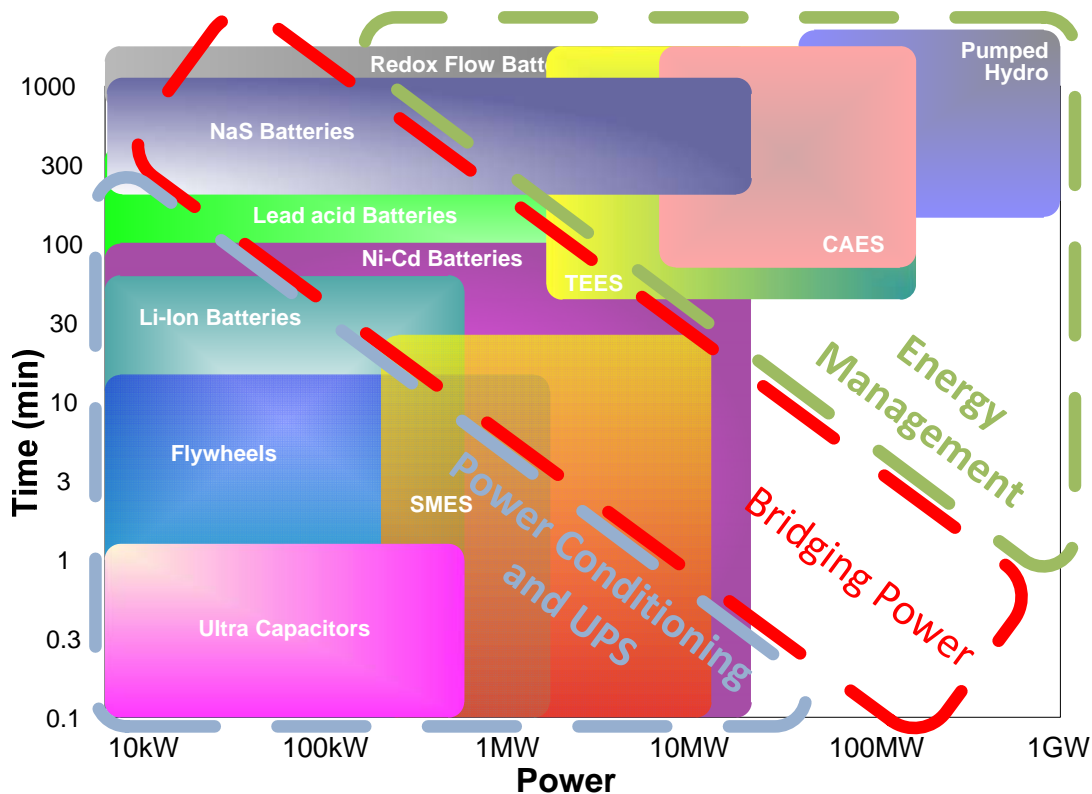 Redox Flow Batte
Pumped
Hydro
1000
NaS Batteries
300
Lead acid Batteries
100
CAES
Ni-Cd Batteries
TEES
Li-Ion Batteries
30
Energy
Management
10
Time (min)
Flywheels
3
SMES
Power Conditioning
and UPS
Bridging Power
1
Ultra Capacitors
0.3
0.1
10kW 100kW 1MW 10MW 100MW 1GW
Power